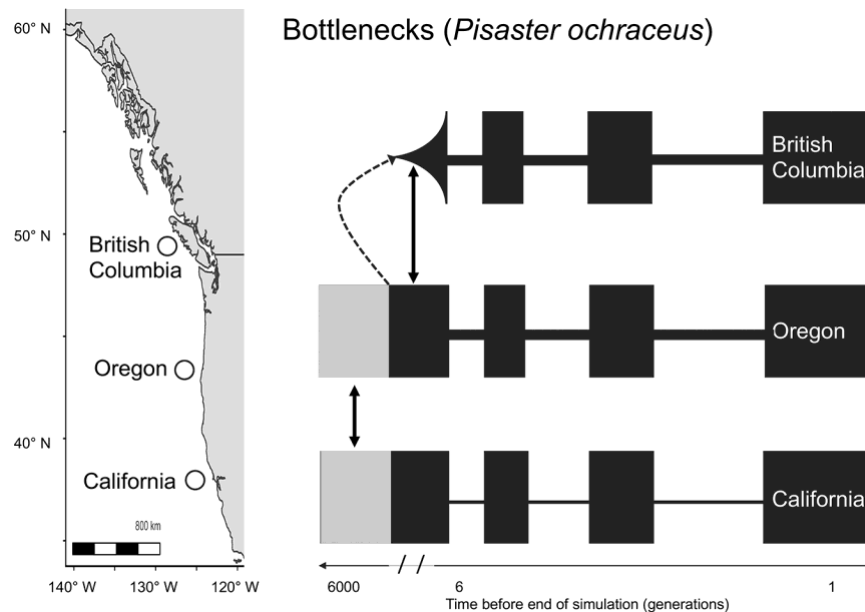 Bottlenecks (Pisaster ochraceus)
60° N
50° N
40° N
British
Columbia
Oregon
California
800 km
140° W
130° W
120° W
British
Columbia
Oregon
California
6000
6
1
Time before end of simulation (generations)